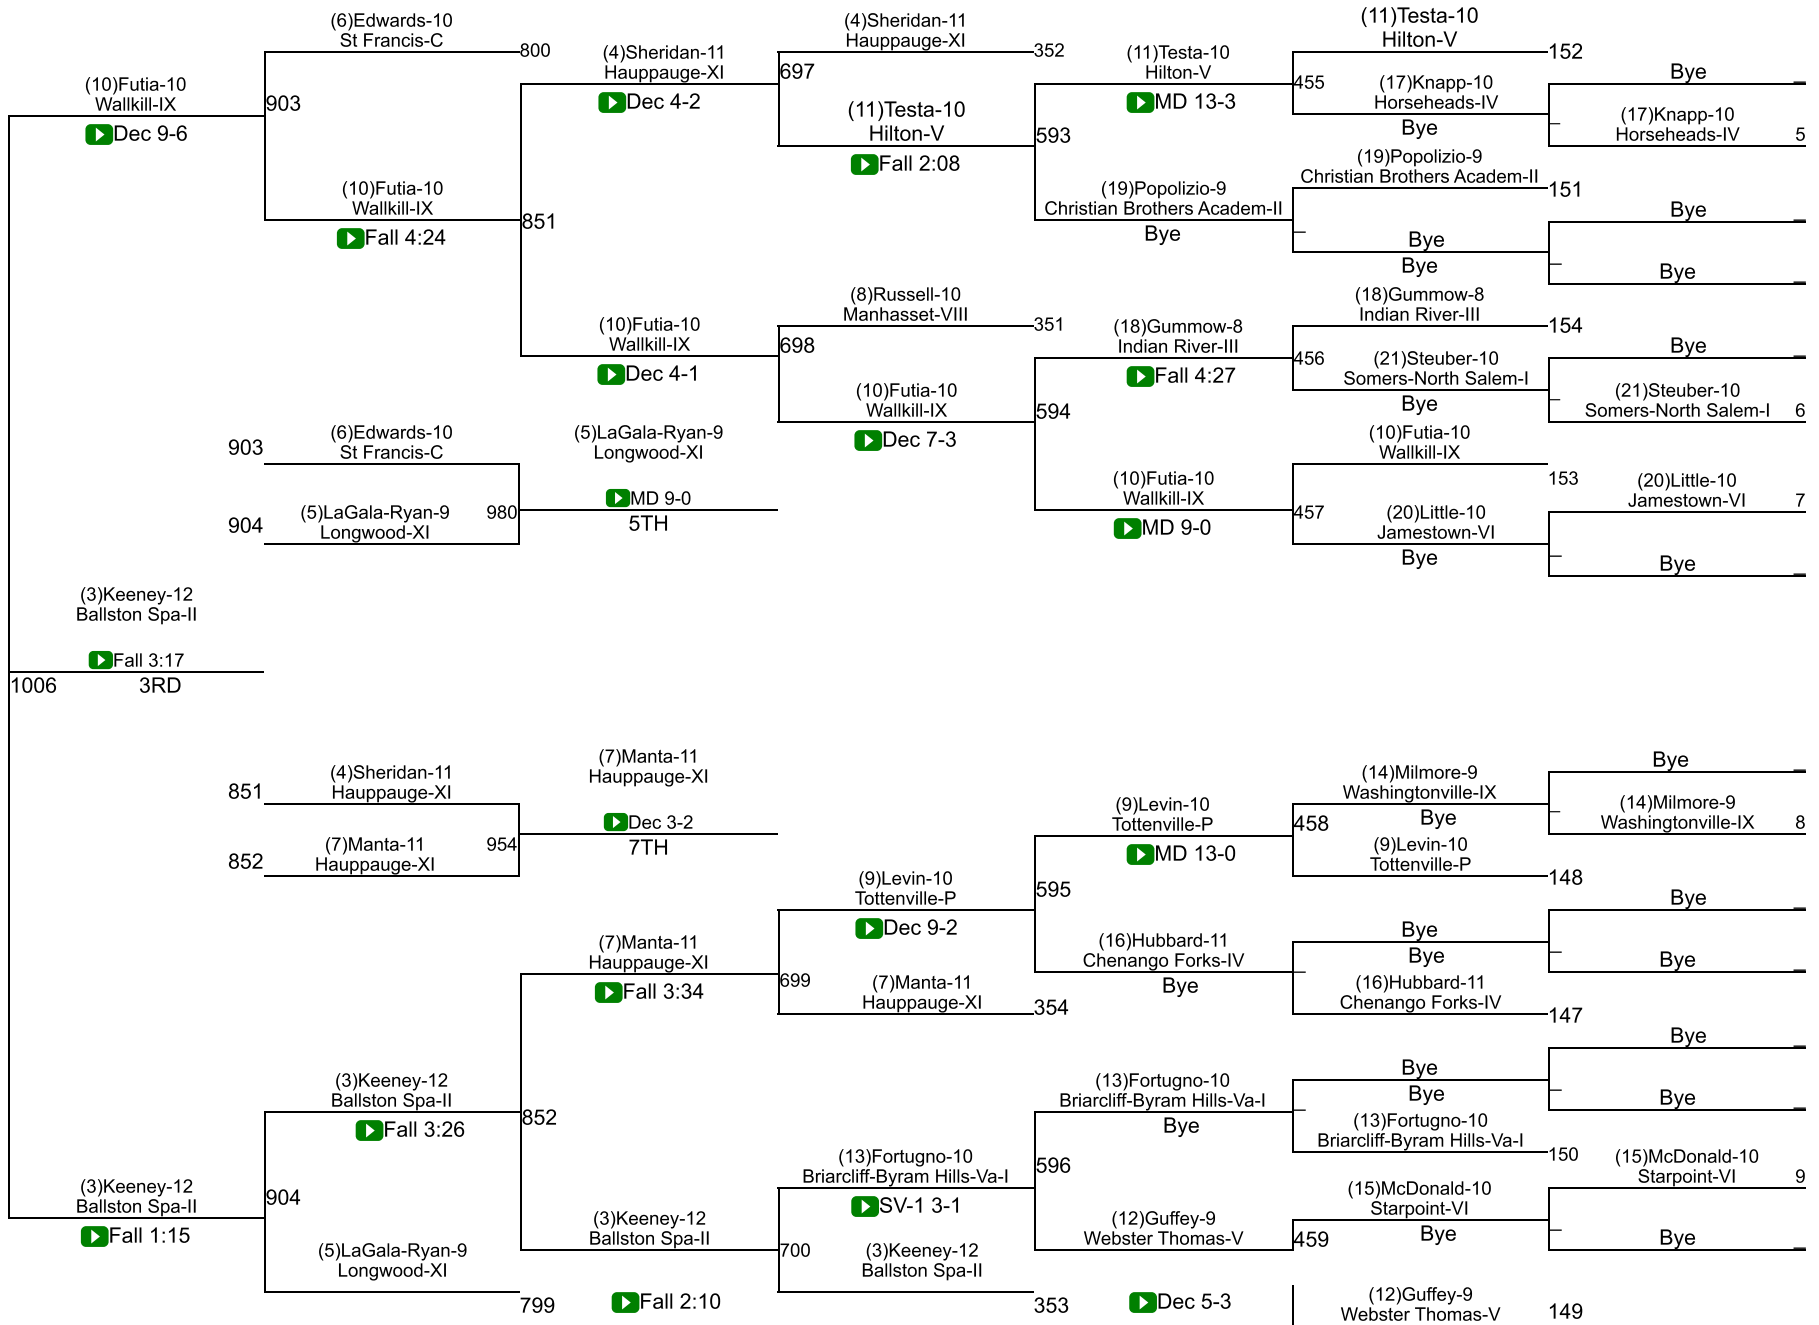 (10)Futia-10
Wallkill-IX
Dec 9-6
(3)Keeney-12
Ballston Spa-II
Fall 3:17
1006
3RD
(3)Keeney-12
Ballston Spa-II
Fall 1:15
(6)Edwards-10
St Francis-C
800
903
(10)Futia-10
Wallkill-IX
Fall 4:24
903
(6)Edwards-10
St Francis-C
904
(5)LaGala-Ryan-9
Longwood-XI
980
851
(4)Sheridan-11
Hauppauge-XI
852
(7)Manta-11
Hauppauge-XI
954
(3)Keeney-12
Ballston Spa-II
Fall 3:26
904
(5)LaGala-Ryan-9
Longwood-XI
799
(4)Sheridan-11
Hauppauge-XI
Dec 4-2
851
(10)Futia-10
Wallkill-IX
Dec 4-1
(5)LaGala-Ryan-9
Longwood-XI
MD 9-0
5TH
(7)Manta-11
Hauppauge-XI
Dec 3-2
7TH
(7)Manta-11
Hauppauge-XI
Fall 3:34
852
(3)Keeney-12
Ballston Spa-II
Fall 2:10
(4)Sheridan-11
Hauppauge-XI
352
697
(11)Testa-10
Hilton-V
Fall 2:08
(8)Russell-10
Manhasset-VIII
351
698
(10)Futia-10
Wallkill-IX
Dec 7-3
(9)Levin-10
Tottenville-P
Dec 9-2
699
(7)Manta-11
Hauppauge-XI
354
(13)Fortugno-10
Briarcliff-Byram Hills-Va-I
SV-1 3-1
700
(3)Keeney-12
Ballston Spa-II
353
(11)Testa-10
Hilton-V
MD 13-3
593
(19)Popolizio-9
Christian Brothers Academ-II
Bye
(18)Gummow-8
Indian River-III
Fall 4:27
594
(10)Futia-10
Wallkill-IX
MD 9-0
(9)Levin-10
Tottenville-P
MD 13-0
595
(16)Hubbard-11
Chenango Forks-IV
Bye
(13)Fortugno-10
Briarcliff-Byram Hills-Va-I
Bye
596
(12)Guffey-9
Webster Thomas-V
Dec 5-3
(11)Testa-10
Hilton-V
152
455
(17)Knapp-10
Horseheads-IV
Bye
(19)Popolizio-9
Christian Brothers Academ-II
151
Bye
Bye
(18)Gummow-8
Indian River-III
154
456
(21)Steuber-10
Somers-North Salem-I
Bye
(10)Futia-10
Wallkill-IX
153
457
(20)Little-10
Jamestown-VI
Bye
(14)Milmore-9
Washingtonville-IX
458
Bye
(9)Levin-10
Tottenville-P
148
Bye
Bye
(16)Hubbard-11
Chenango Forks-IV
147
Bye
Bye
(13)Fortugno-10
Briarcliff-Byram Hills-Va-I
150
(15)McDonald-10
Starpoint-VI
459
Bye
(12)Guffey-9
Webster Thomas-V
149
Bye
(17)Knapp-10
Horseheads-IV
5
Bye
Bye
Bye
(21)Steuber-10
Somers-North Salem-I
6
(20)Little-10
Jamestown-VI
7
Bye
Bye
(14)Milmore-9
Washingtonville-IX
8
Bye
Bye
Bye
Bye
(15)McDonald-10
Starpoint-VI
9
Bye